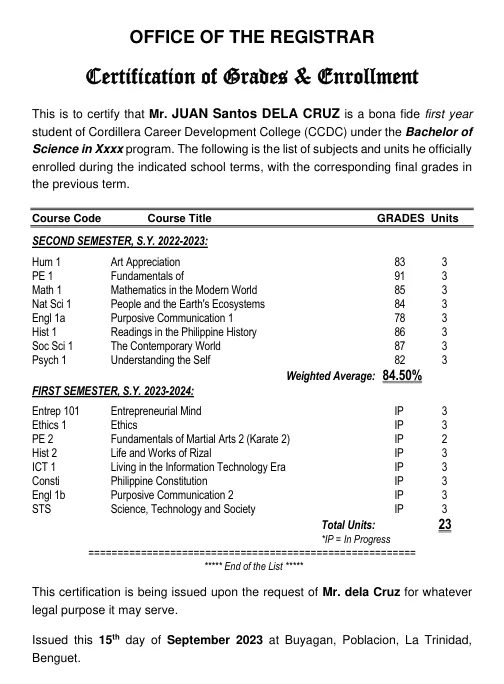 OFFICE OF THE REGISTRAR
Certification of Grades & Enrollment
This is to certify that Mr. JUAN Santos DELA CRUZ is a bona fide first year
student of Cordillera Career Development College (CCDC) under the Bachelor of
Science in Xxxx program. The following is the list of subjects and units he officially
enrolled during the indicated school terms, with the corresponding final grades in
the previous term.
Course Code Course Title GRADES Units
SECOND SEMESTER, S.Y. 2022-2023:
Hum 1 Art Appreciation 83 3
PE 1 Fundamentals of 91 3
Math 1 Mathematics in the Modern World 85 3
Nat Sci 1 People and the Earth's Ecosystems 84 3
Engl 1a Purposive Communication 1 78 3
Hist 1 Readings in the Philippine History 86 3
Soc Sci 1 The Contemporary World 87 3
Psych 1 Understanding the Self 82 3
Weighted Average: 84.50%
FIRST SEMESTER, S.Y. 2023-2024:
Entrep 101 Entrepreneurial Mind IP 3
Ethics 1 Ethics IP 3
PE 2 Fundamentals of Martial Arts 2 (Karate 2) IP 2
Hist 2 Life and Works of Rizal IP 3
ICT 1 Living in the Information Technology Era IP 3
Consti Philippine Constitution IP 3
Engl 1b Purposive Communication 2 IP 3
STS Science, Technology and Society IP 3
Total Units: 23
*IP = In Progress
=========================================================
***** End of the List *****
This certification is being issued upon the request of Mr. dela Cruz for whatever
legal purpose it may serve.
Issued this 15th day of September 2023 at Buyagan, Poblacion, La Trinidad,
Benguet.